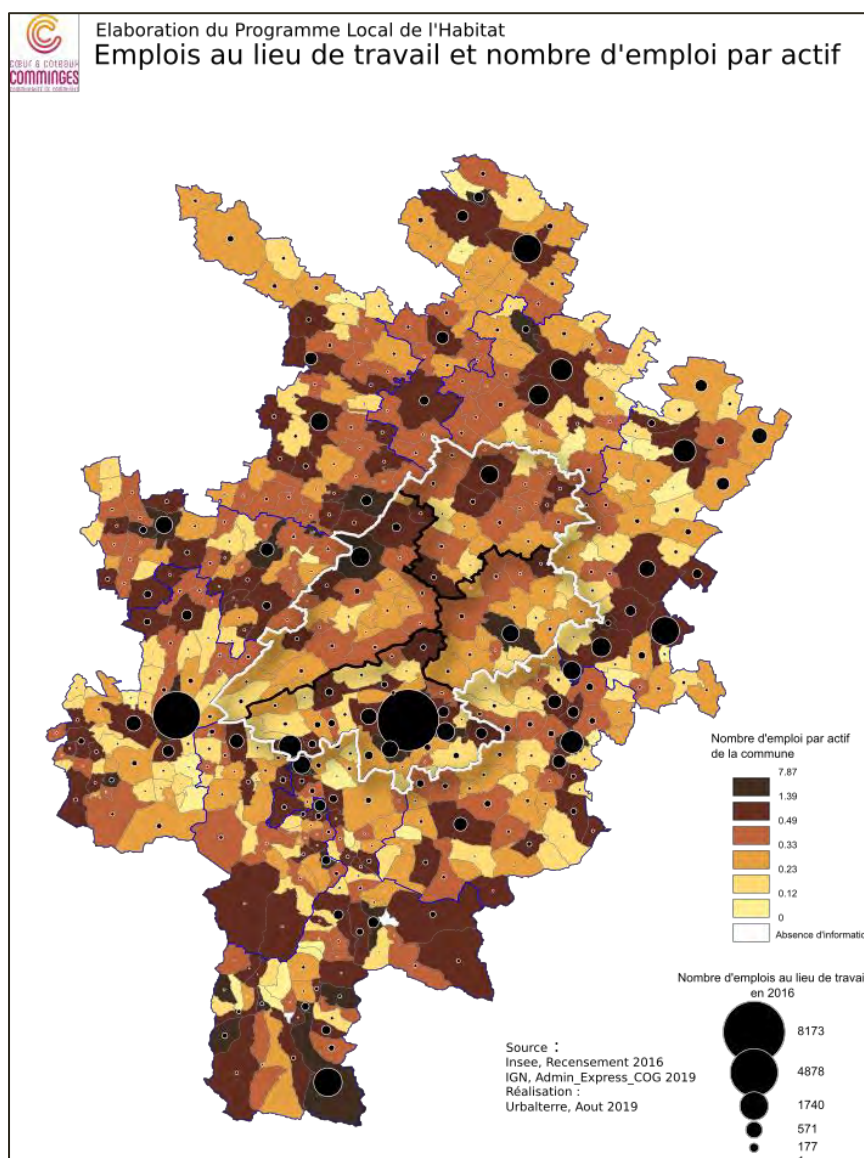 CŒUR & COTEAUX
COMMINGES
Elaboration du Programme Local de l'Habitat
Emplois au lieu de travail et nombre d'emploi par actif
Nombre d'emploi par actif
de la commune
7.87
1.39
0.49
0.33
0.23
0.12
0
Absence d'informatio
Nombre d'emplois au lieu de travai
en 2016
8173
4878
1740
571
177
Source :
Insee, Recensement 2016
IGN, Admin_Express_COG 2019
Réalisation :
Urbalterre, Aout 2019